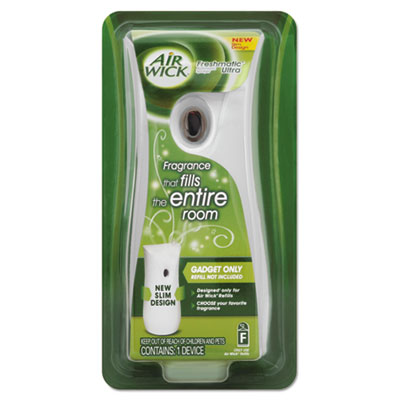 AIR
WICK
Freshmatic®
Ultra
NEW
Design
Fragrance
that fills
the entire
room
NEW
SLIM
DESIGN
GADGET ONLY
REFILL NOT INCLUDED
• Designed only for
Air Wick® Refills
• CHOOSE your favorite
fragrance
KEEP OUT OF REACH OF CHILDREN AND PETS
CONTAINS: 1 DEVICE
F